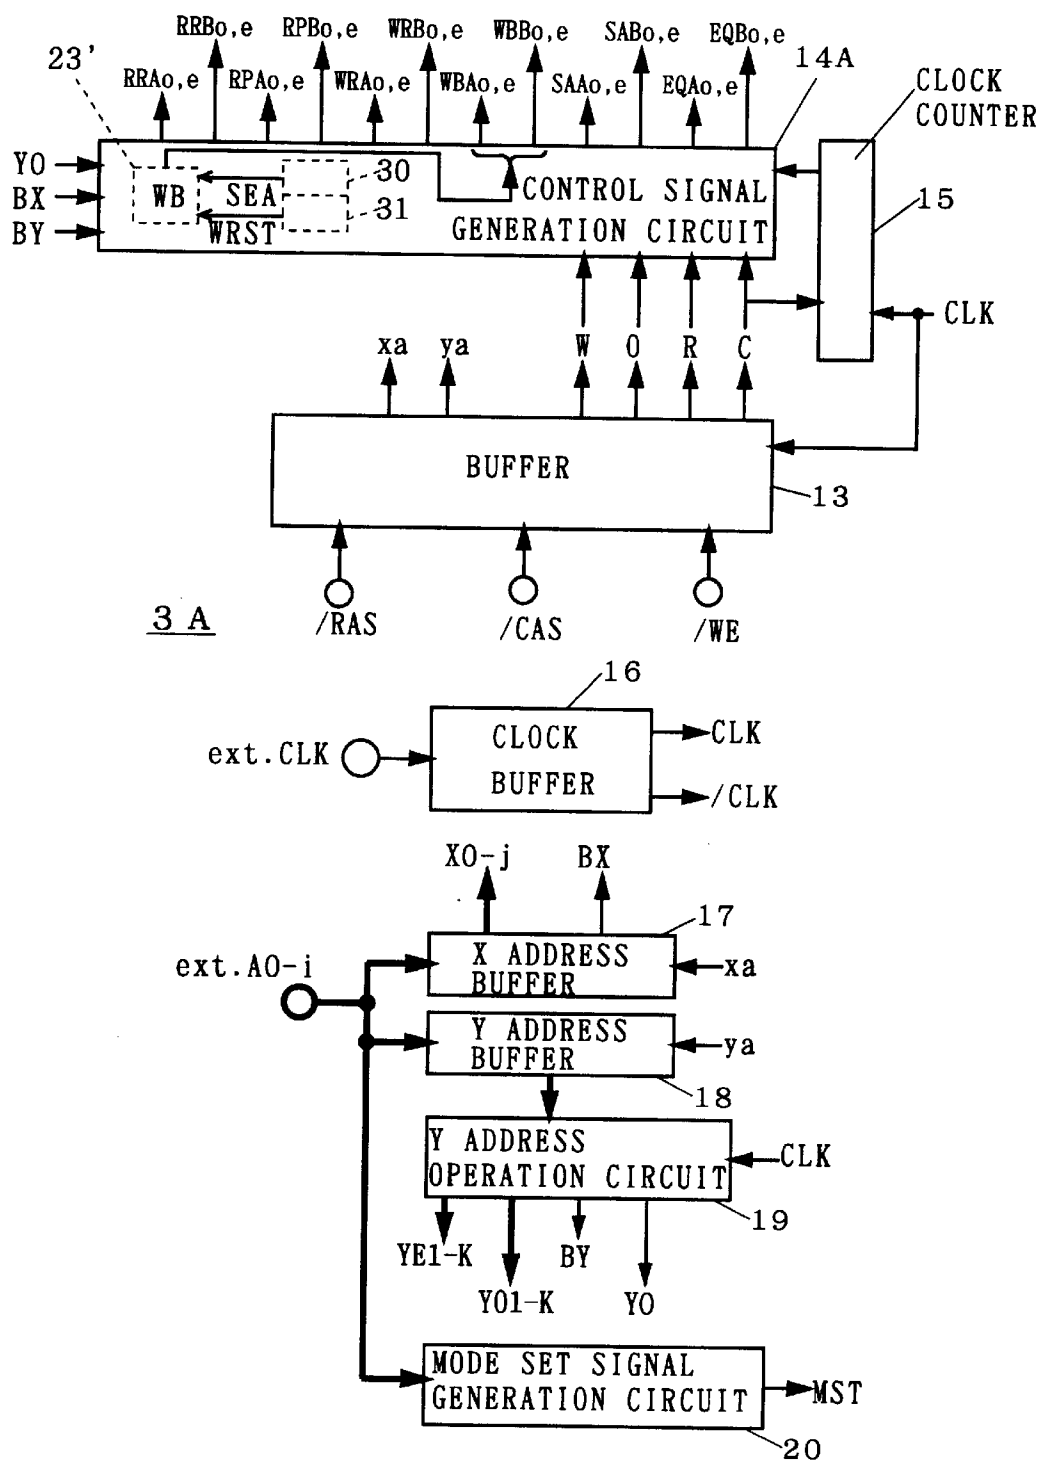 RRBo,e RPBo,e WRBo,e WBBo,e SABo,e EQBo,e
23' RRAo,e RPAo,e WRAo,e WBAo,e SAAo,e EQAo,e 14A
CLOCK
COUNTER
Y0
BX
BY
WB
SEA
WRST
30
31
CONTROL SIGNAL
GENERATION CIRCUIT
15
CLK
xa ya W O R C
BUFFER
13
/RAS /CAS /WE
3A
16
ext.CLK
CLOCK
BUFFER
CLK
/CLK
X0-j BX
17
ext.A0-i
X ADDRESS
BUFFER
xa
Y ADDRESS
BUFFER
ya
18
Y ADDRESS
OPERATION CIRCUIT
CLK
19
YE1-K BY
YO1-K Y0
MODE SET SIGNAL
GENERATION CIRCUIT
MST
20